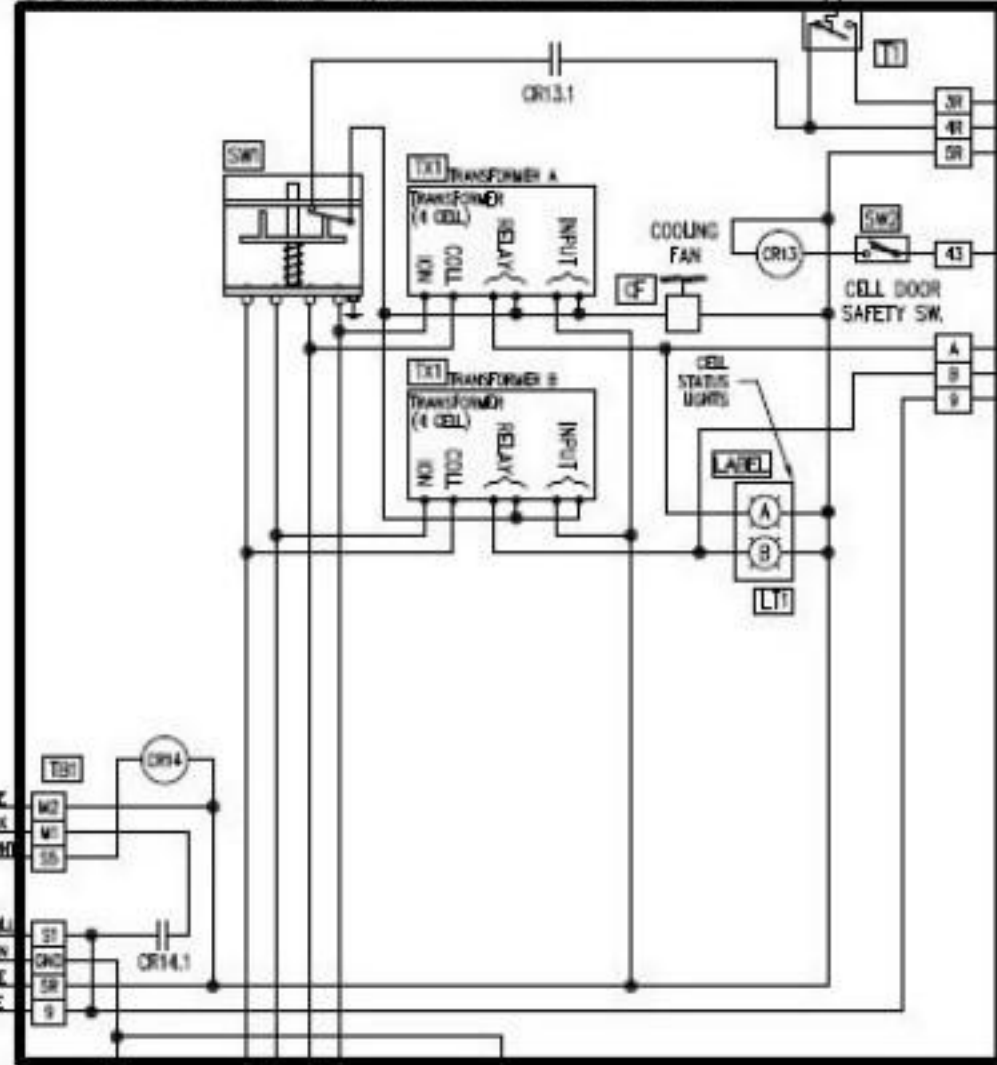 T1
CR13.1
3R
4R
5R
SW1
TX1 TRANSFORMER A
TRANSFORMER
(4 CELL)
ION
COLL
RELAY
INPUT
COOLING
FAN
CF
CR13
SW2
43
CELL DOOR
SAFETY SW.
A
B
9
TX1 TRANSFORMER B
TRANSFORMER
(4 CELL)
ION
COLL
RELAY
INPUT
CELL
STATUS
LIGHTS
LABEL
A
B
LT1
TB1
CR14
M2
M1
S5
S1
GND
5R
9
CR14.1